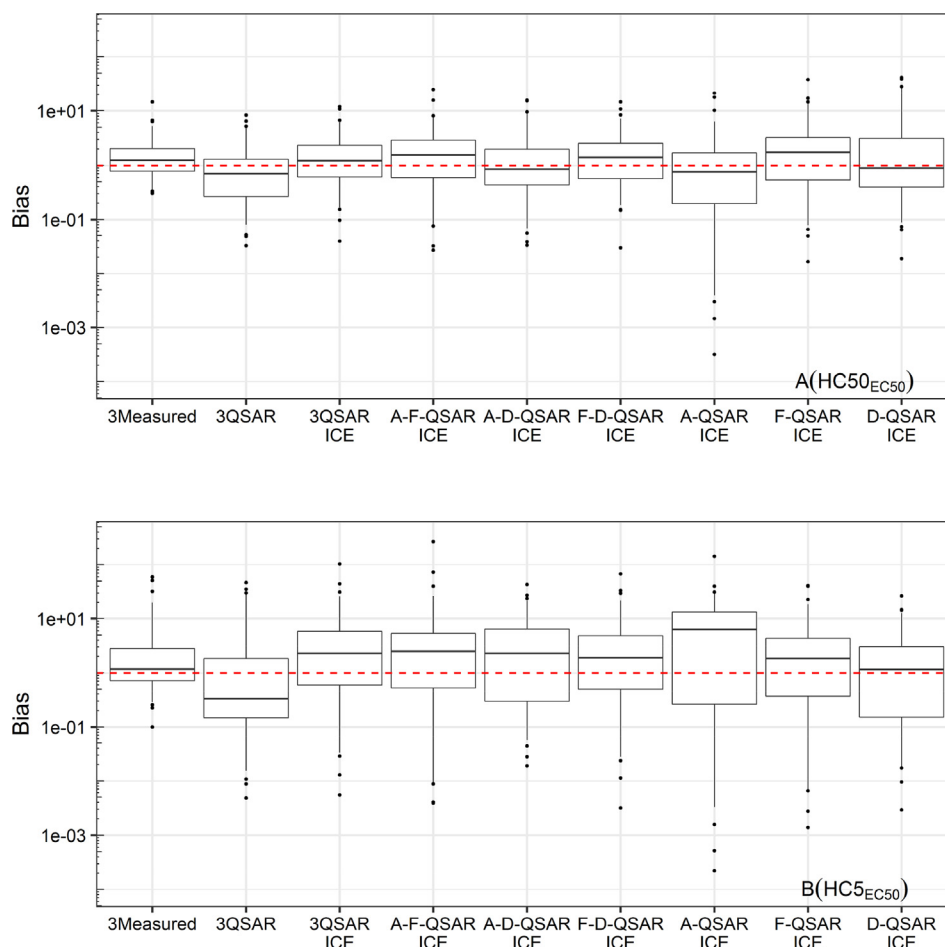 Bias
1e+01
1e-01
1e-03
A(HC50EC50)
3Measured 3QSAR 3QSAR A-F-QSAR A-D-QSAR F-D-QSAR A-QSAR F-QSAR D-QSAR
ICE ICE ICE ICE ICE ICE ICE
Bias
1e+01
1e-01
1e-03
B(HC5EC50)
3Measured 3QSAR 3QSAR A-F-QSAR A-D-QSAR F-D-QSAR A-QSAR F-QSAR D-QSAR
ICE ICE ICE ICE ICE ICE ICE